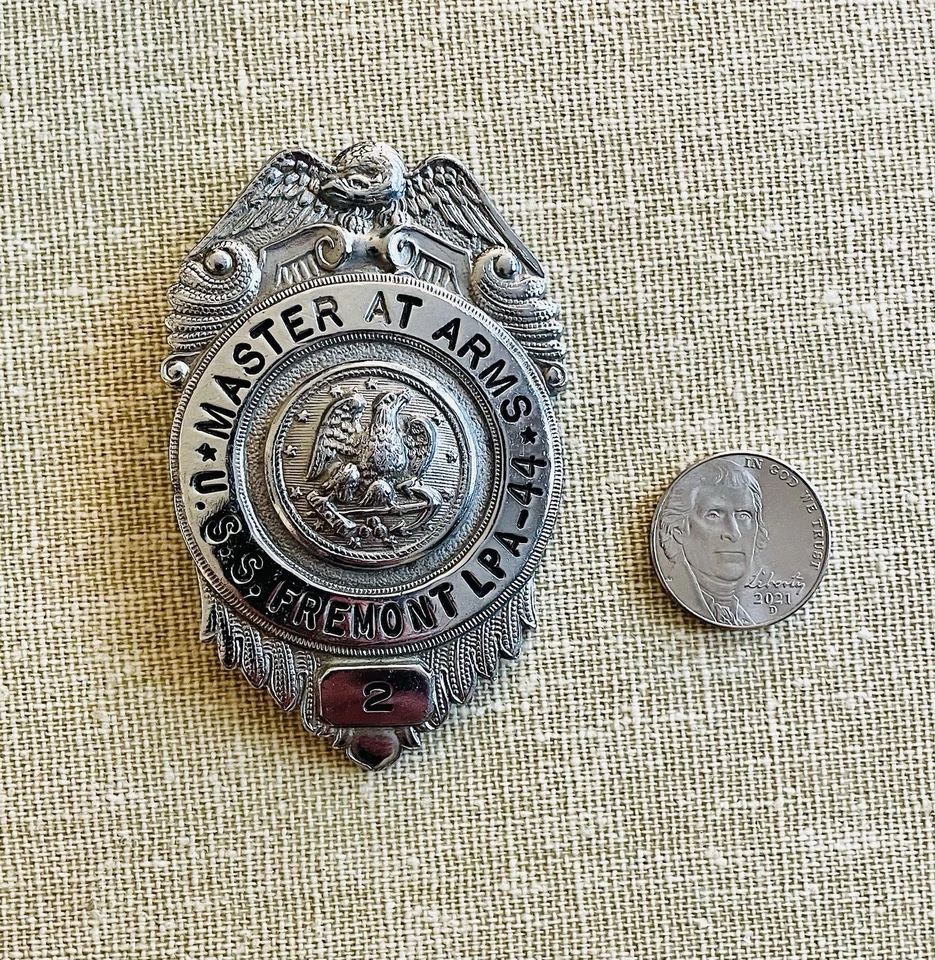 ★ MASTER AT ARMS ★
U.S.S. FREMONT LPA-44
2
IN GOD WE TRUST
Liberty
2021
D